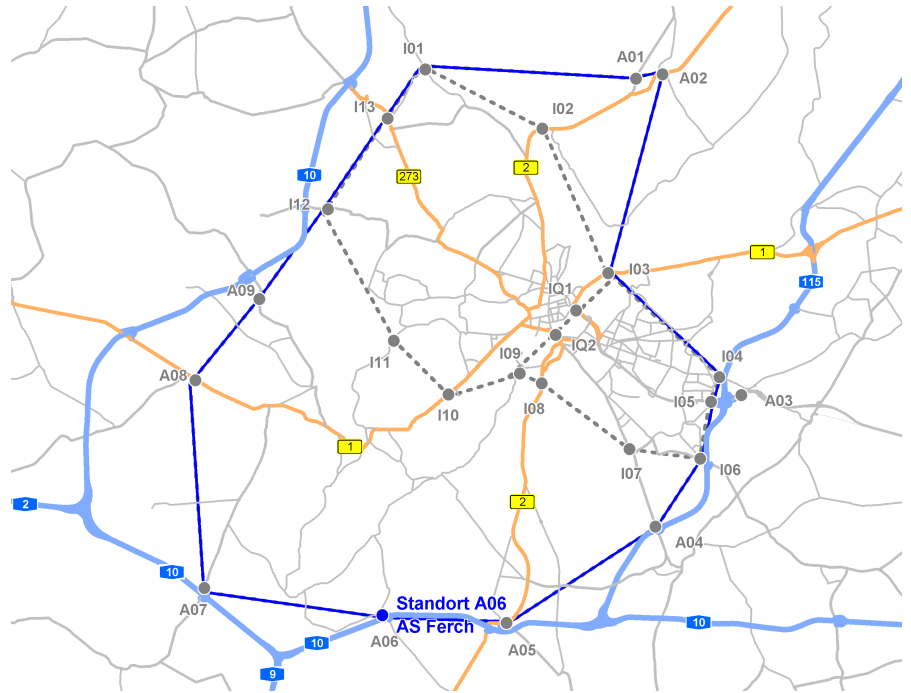 I01
A01
A02
I13
I02
2
10
273
I12
I03
1
115
A09
IQ1
IQ2
I04
I11
I09
A08
I05
A03
I10
I08
1
I07
I06
2
2
A04
10
Standort A06
AS Ferch
A07
A06
A05
10
10
9